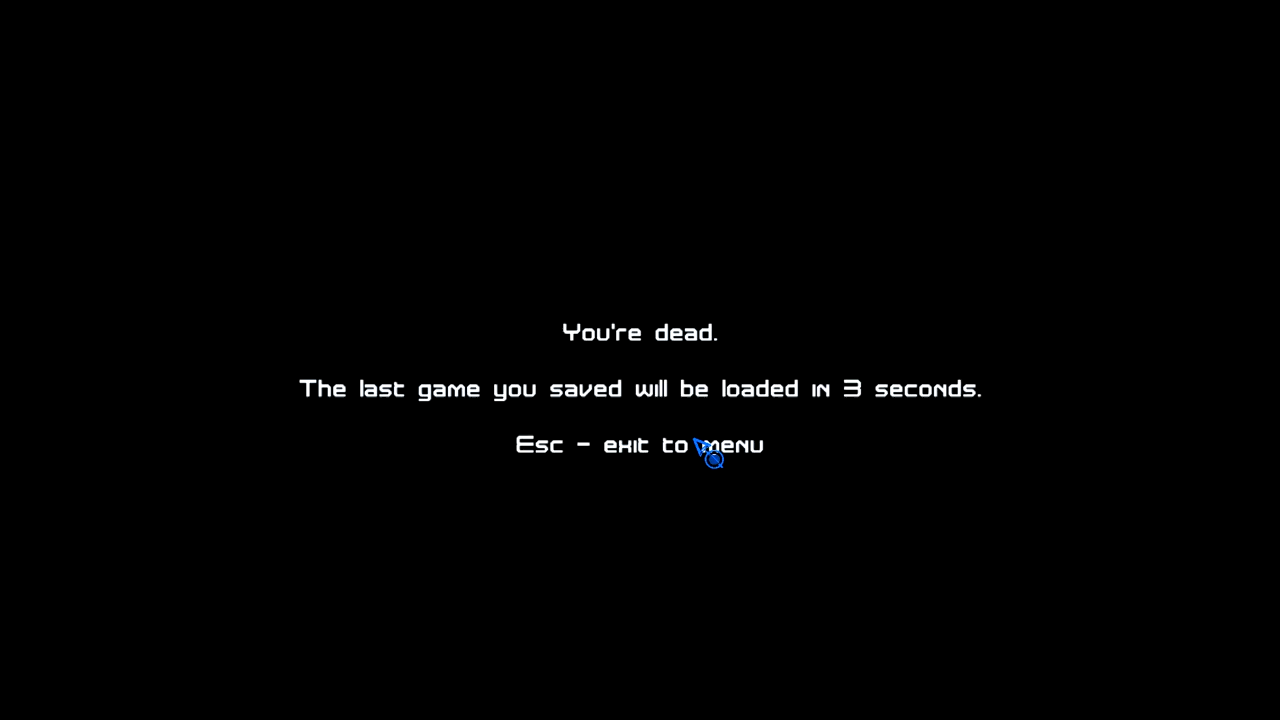 You're dead.
The last game you saved will be loaded in 3 seconds.
Esc - exit to menu